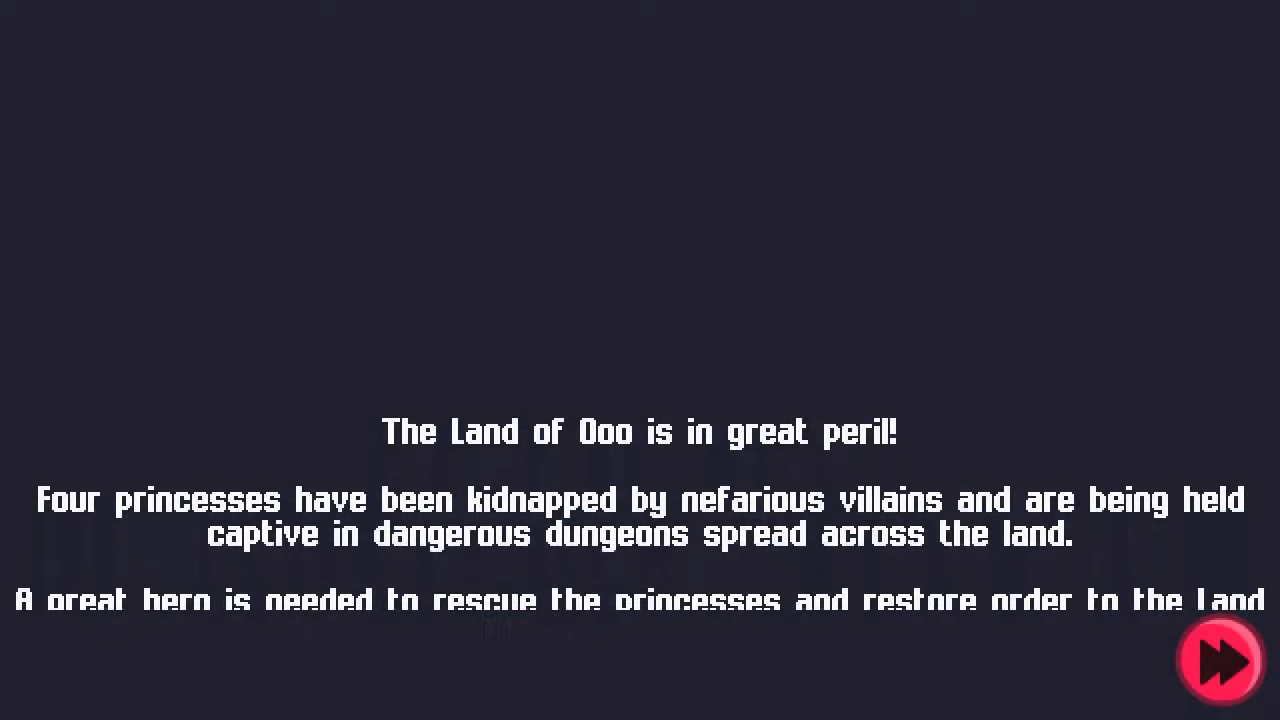 The Land of Ooo is in great peril!
Four princesses have been kidnapped by nefarious villains and are being held
captive in dangerous dungeons spread across the land.
A great hero is needed to rescue the princesses and restore order to the Land